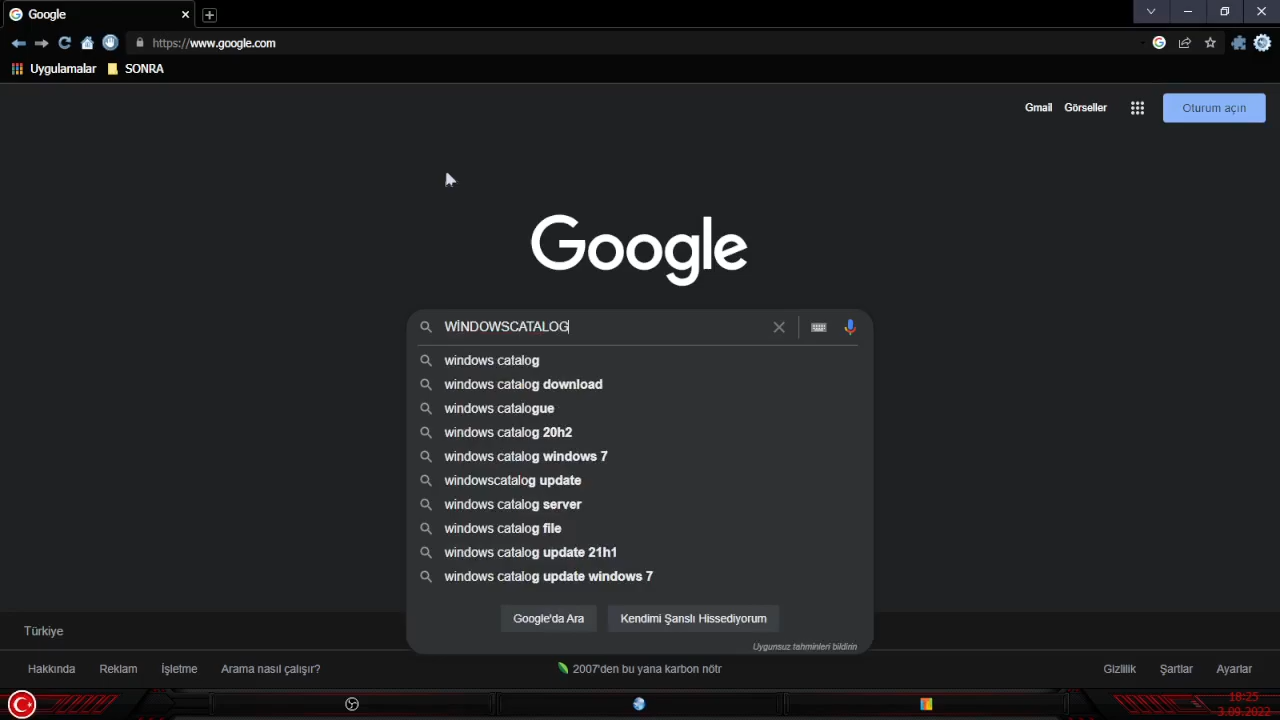 Google
https://www.google.com
Uygulamalar SONRA
Gmail Görseller Oturum açın
Google
WİNDOWSCATALOG
windows catalog
windows catalog download
windows catalogue
windows catalog 20h2
windows catalog windows 7
windowscatalog update
windows catalog server
windows catalog file
windows catalog update 21h1
windows catalog update windows 7
Google'da Ara Kendimi Şanslı Hissediyorum
Uygunsuz tahminleri bildirin
Türkiye
Hakkında Reklam İşletme Arama nasıl çalışır? 2007'den bu yana karbon nötr Gizlilik Şartlar Ayarlar
18:25
3.09.2022